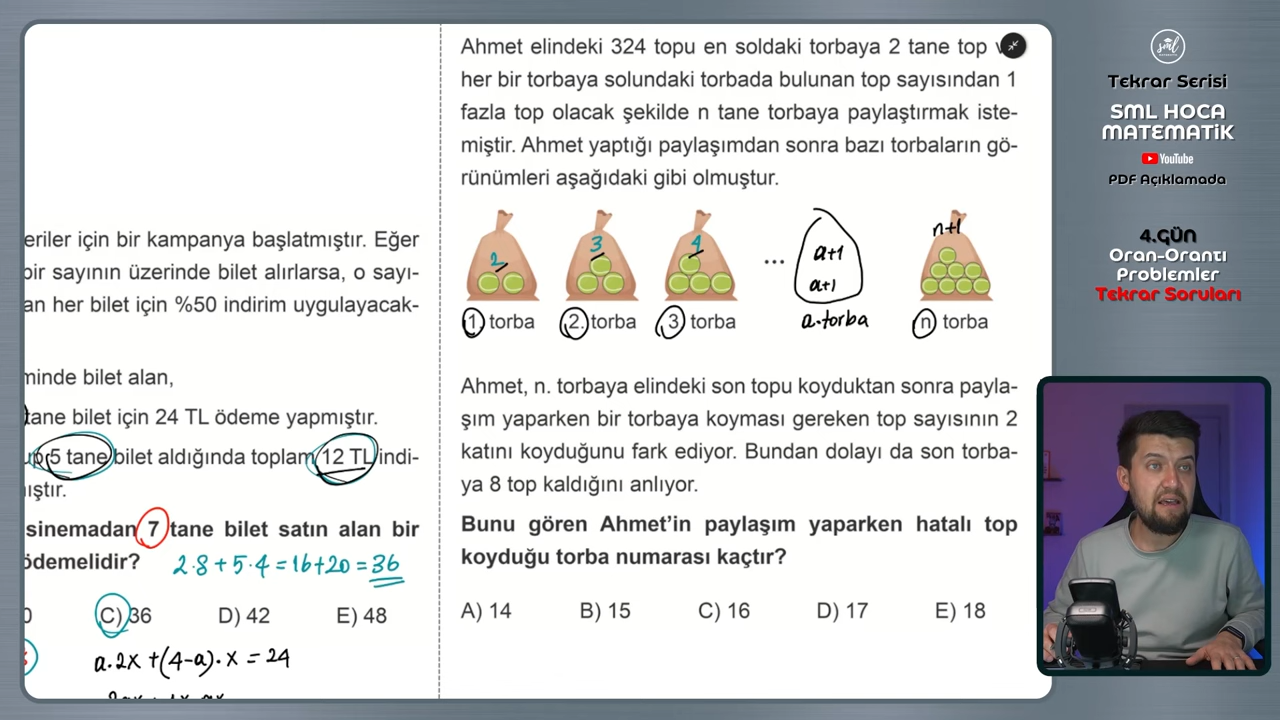 eriler için bir kampanya başlatmıştır. Eğer
bir sayının üzerinde bilet alırlarsa, o sayı-
an her bilet için %50 indirim uygulayacak-
minde bilet alan,
tane bilet için 24 TL ödeme yapmıştır.
up 5 tane bilet aldığında toplam 12 TL indi-
mıştır.
sinemadan 7 tane bilet satın alan bir
ödemelidir?
2.8+5.4=16+20=36
C) 36 D) 42 E) 48
a.2x+(4-a).x=24
Ahmet elindeki 324 topu en soldaki torbaya 2 tane top
her bir torbaya solundaki torbada bulunan top sayısından 1
fazla top olacak şekilde n tane torbaya paylaştırmak iste-
miştir. Ahmet yaptığı paylaşımdan sonra bazı torbaların gö-
rünümleri aşağıdaki gibi olmuştur.
2 3 4 ... a+1 n+1
a+1
1. torba 2. torba 3. torba a.torba n. torba
Ahmet, n. torbaya elindeki son topu koyduktan sonra payla-
şım yaparken bir torbaya koyması gereken top sayısının 2
katını koyduğunu fark ediyor. Bundan dolayı da son torba-
ya 8 top kaldığını anlıyor.
Bunu gören Ahmet'in paylaşım yaparken hatalı top
koyduğu torba numarası kaçtır?
A) 14 B) 15 C) 16 D) 17 E) 18
sml
Tekrar Serisi
SML HOCA
MATEMATİK
YouTube
PDF Açıklamada
4.GÜN
Oran-Orantı
Problemler
Tekrar Soruları